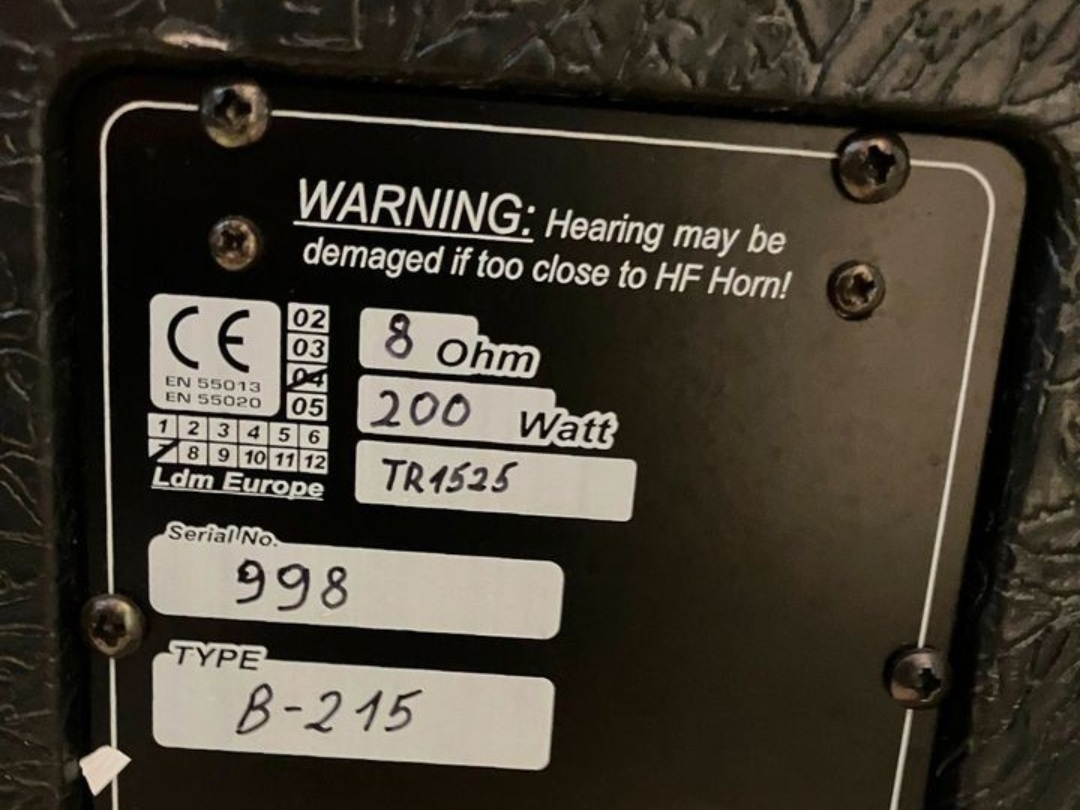 WARNING: Hearing may be
demaged if too close to HF Horn!
CE
EN 55013
EN 55020
02
03
04
05
1 2 3 4 5 6
7 8 9 10 11 12
Ldm Europe
8 Ohm
200 Watt
TR1525
Serial No.
998
TYPE
B-215